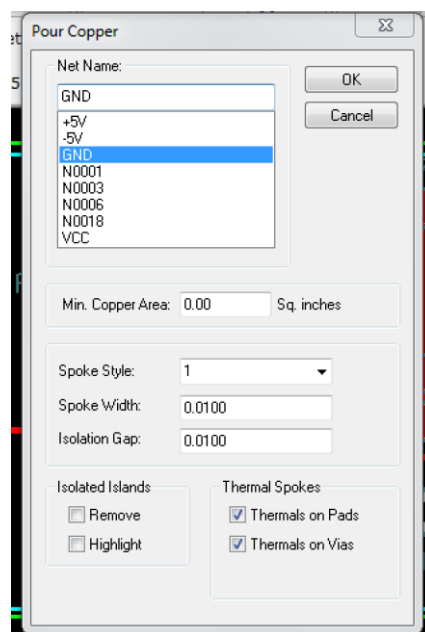 Pour Copper
Net Name:
OK
GND
Cancel
+5V
-5V
GND
N0001
N0003
N0006
N0018
VCC
Min. Copper Area: 0.00 Sq. inches
Spoke Style: 1
Spoke Width: 0.0100
Isolation Gap: 0.0100
Isolated Islands
Remove
Highlight
Thermal Spokes
Thermals on Pads
Thermals on Vias